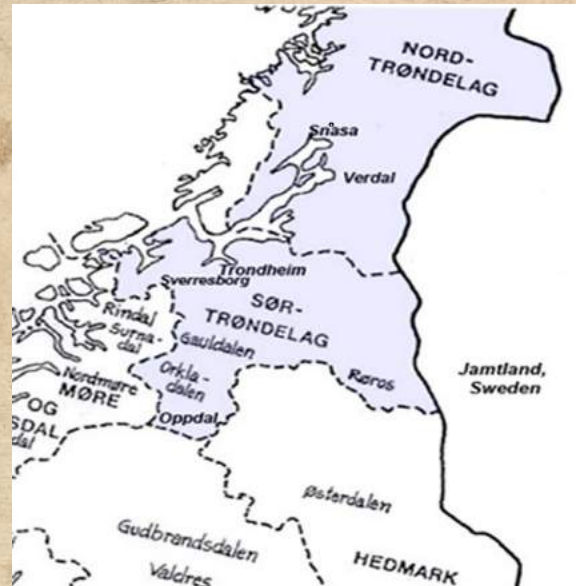 NORD-
TRØNDELAG
Snåsa
Verdal
Trondheim
Sverresborg
SØR-
TRØNDELAG
Rindal
Surna-
dal
Gauldalen
Orkla-
dalen
Røros
Jamtland,
Sweden
Nordmøre
MØRE
OG
SDAL
dal
Oppdal
Østerdalen
Gudbrandsdalen
Valdres
HEDMARK